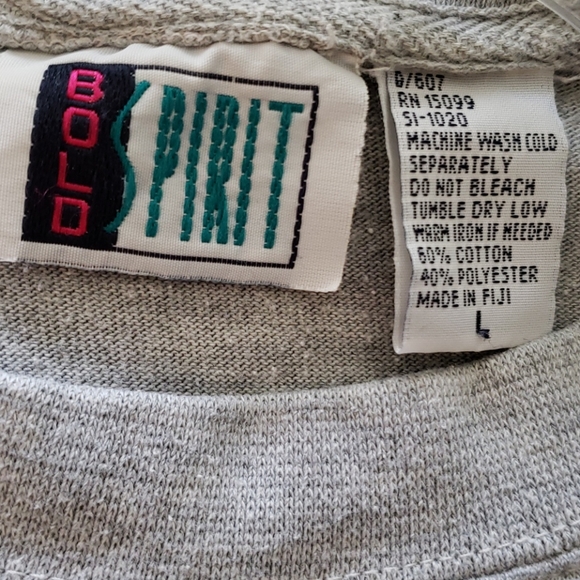 BOLD
SPIRIT
D/607
RN 15099
SI-1020
MACHINE WASH COLD
SEPARATELY
DO NOT BLEACH
TUMBLE DRY LOW
WARM IRON IF NEEDED
60% COTTON
40% POLYESTER
MADE IN FIJI
L